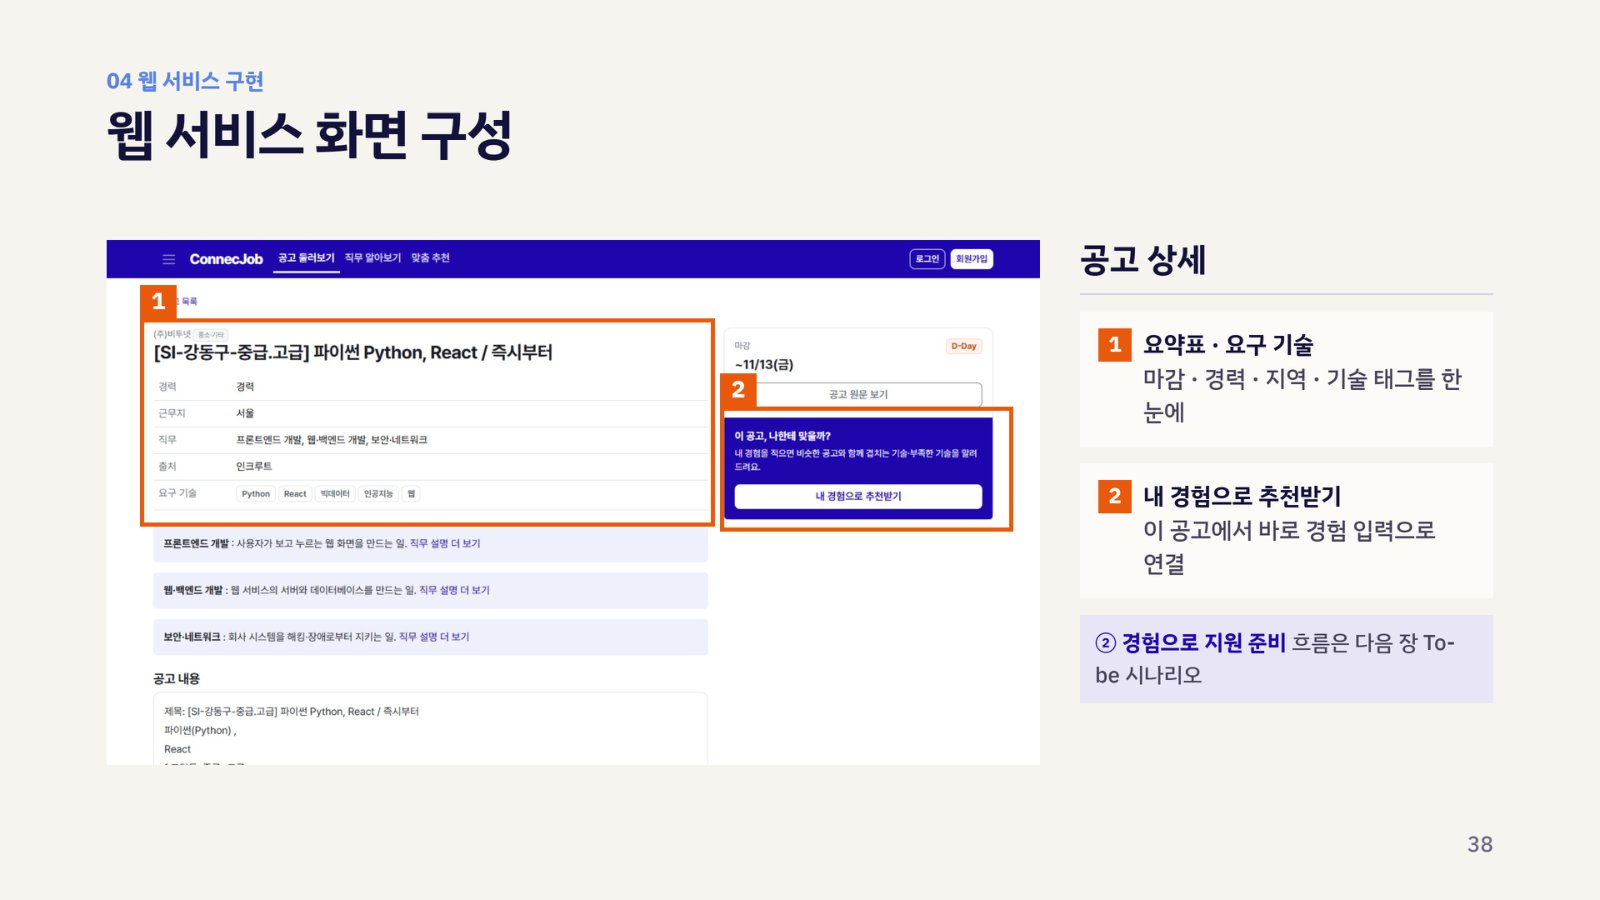 04 웹 서비스 구현
웹 서비스 화면 구성
ConnecJob 공고 둘러보기 직무 알아보기 맞춤 추천 로그인 회원가입
1 목록
(주)비투넷 중소·기타
[SI-강동구-중급.고급] 파이썬 Python, React / 즉시부터
경력 경력
근무지 서울
직무 프론트엔드 개발, 웹·백엔드 개발, 보안·네트워크
출처 인크루트
요구 기술 Python React 빅데이터 인공지능 웹
프론트엔드 개발 : 사용자가 보고 누르는 웹 화면을 만드는 일. 직무 설명 더 보기
웹·백엔드 개발 : 웹 서비스의 서버와 데이터베이스를 만드는 일. 직무 설명 더 보기
보안·네트워크 : 회사 시스템을 해킹·장애로부터 지키는 일. 직무 설명 더 보기
공고 내용
제목: [SI-강동구-중급.고급] 파이썬 Python, React / 즉시부터
파이썬(Python) ,
React
마감 D-Day
~11/13(금)
2 공고 원문 보기
이 공고, 나한테 맞을까?
내 경험을 적으면 비슷한 공고와 함께 겹치는 기술·부족한 기술을 알려
드려요.
내 경험으로 추천받기
공고 상세
1 요약표 · 요구 기술
마감 · 경력 · 지역 · 기술 태그를 한
눈에
2 내 경험으로 추천받기
이 공고에서 바로 경험 입력으로
연결
② 경험으로 지원 준비 흐름은 다음 장 To-
be 시나리오
38